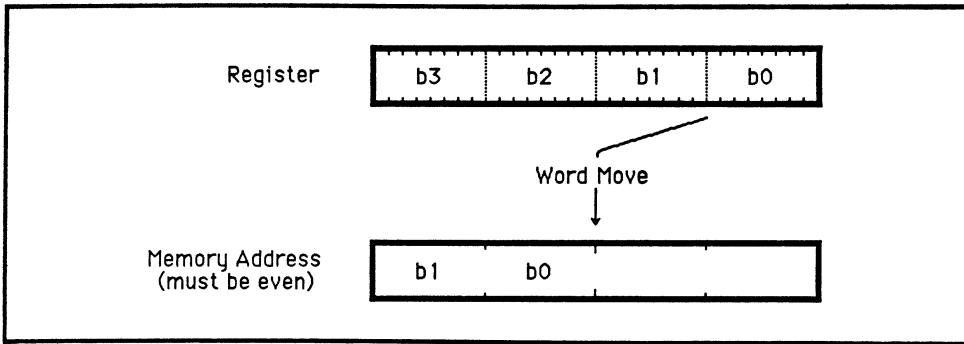 Register b3 b2 b1 b0
Word Move
Memory Address
(must be even)
b1 b0